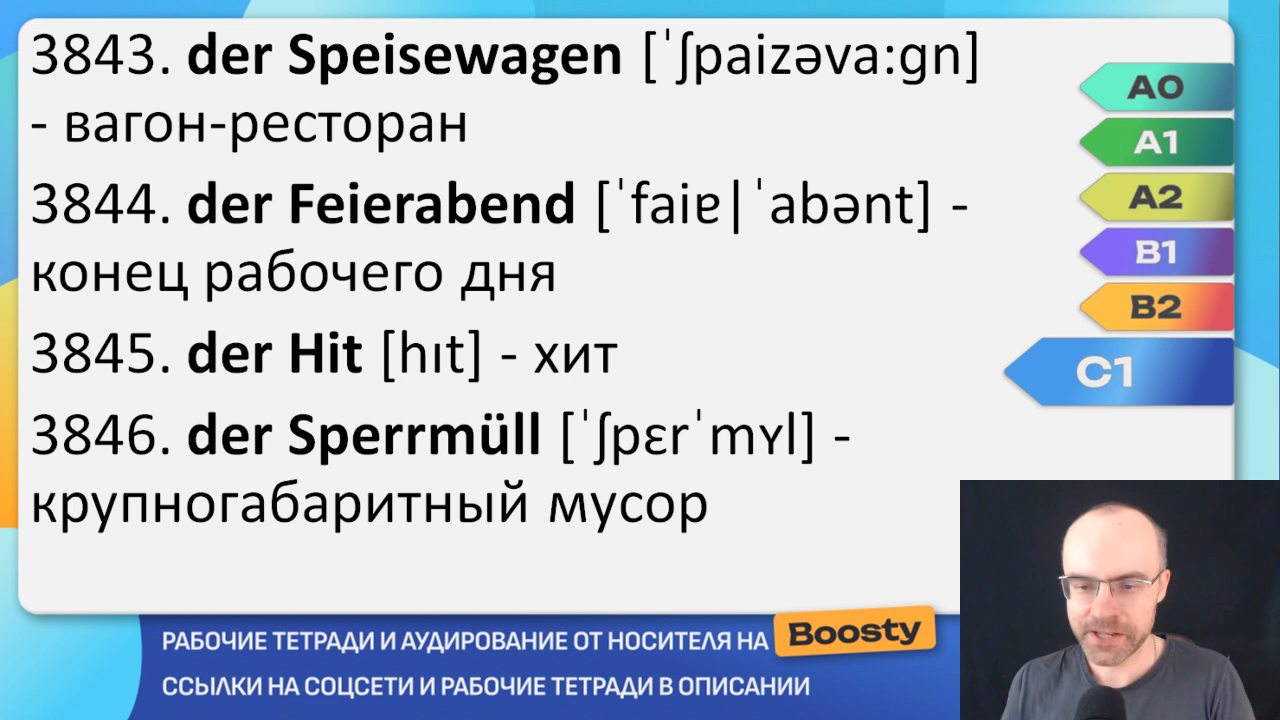 3843. der Speisewagen [ˈʃpaizəva:gn]
- вагон-ресторан
3844. der Feierabend [ˈfaiɐ|ˈabənt] -
конец рабочего дня
3845. der Hit [hıt] - хит
3846. der Sperrmüll [ˈʃpɛrˈmʏl] -
крупногабаритный мусор
A0
A1
A2
B1
B2
C1
РАБОЧИЕ ТЕТРАДИ И АУДИРОВАНИЕ ОТ НОСИТЕЛЯ НА Boosty
ССЫЛКИ НА СОЦСЕТИ И РАБОЧИЕ ТЕТРАДИ В ОПИСАНИИ